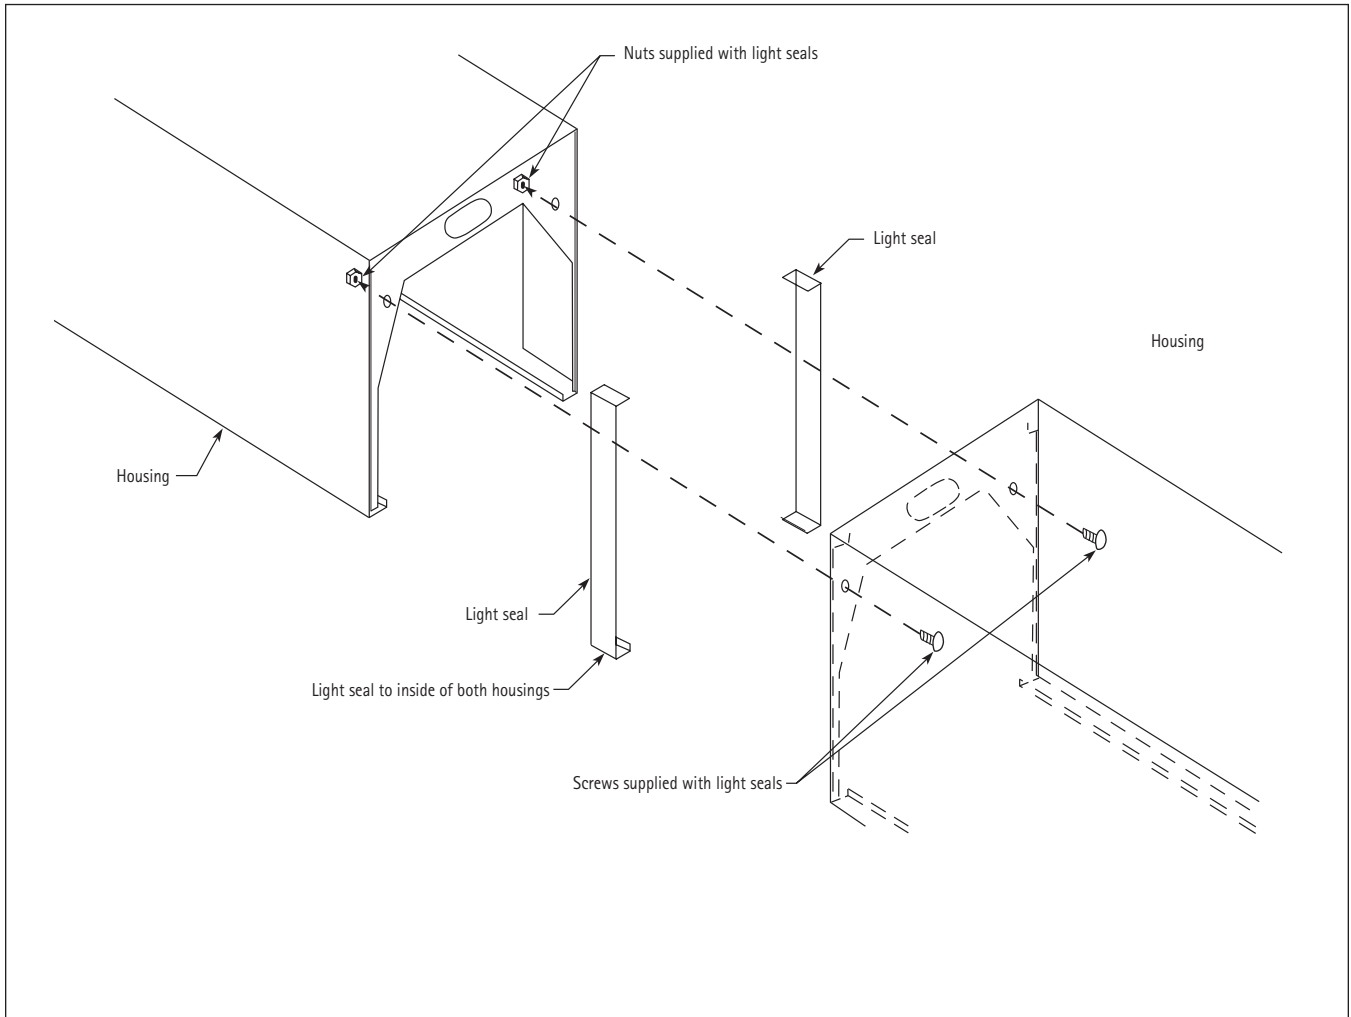 Nuts supplied with light seals
Light seal
Housing
Housing
Light seal
Light seal to inside of both housings
Screws supplied with light seals